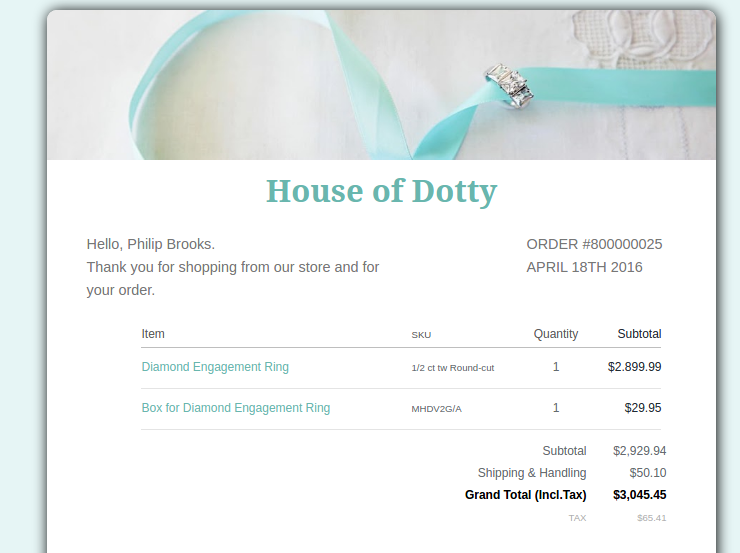 House of Dotty
Hello, Philip Brooks.
Thank you for shopping from our store and for
your order.
ORDER #800000025
APRIL 18TH 2016
Item SKU Quantity Subtotal
Diamond Engagement Ring 1/2 ct tw Round-cut 1 $2.899.99
Box for Diamond Engagement Ring MHDV2G/A 1 $29.95
Subtotal $2,929.94
Shipping & Handling $50.10
Grand Total (Incl.Tax) $3,045.45
TAX $65.41